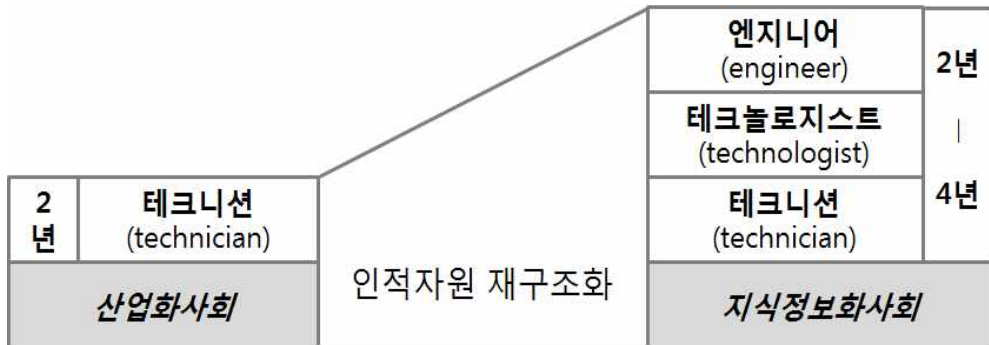 엔지니어
(engineer)
2년
테크놀로지스트
(technologist)
|
2
년
테크니션
(technician)
테크니션
(technician)
4년
산업화사회
인적자원 재구조화
지식정보화사회